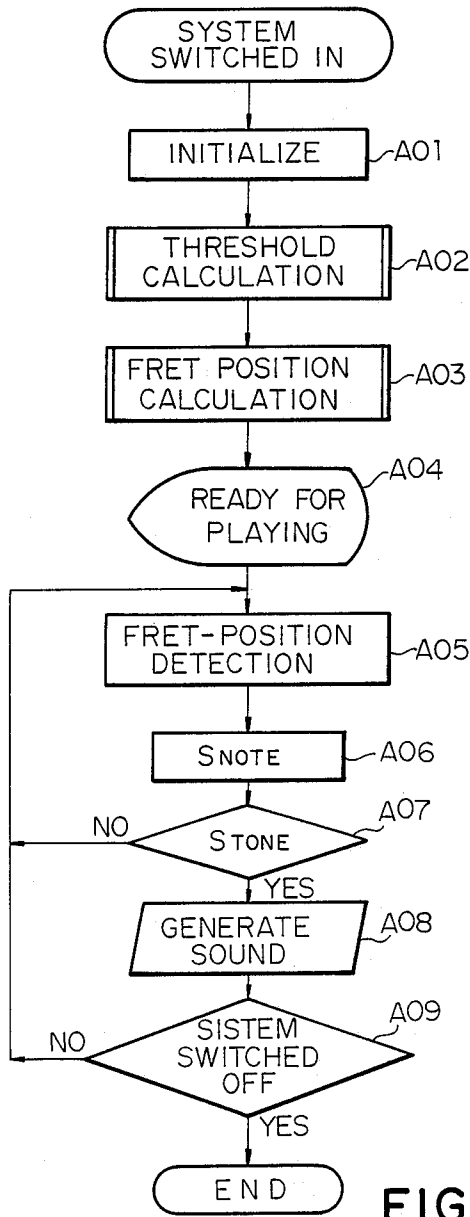 SYSTEM
SWITCHED IN
INITIALIZE
A01
THRESHOLD
CALCULATION
A02
FRET POSITION
CALCULATION
A03
READY FOR
PLAYING
A04
FRET-POSITION
DETECTION
A05
SNOTE
A06
STONE
A07
NO
YES
GENERATE
SOUND
A08
SISTEM
SWITCHED
OFF
A09
NO
YES
END
FIG